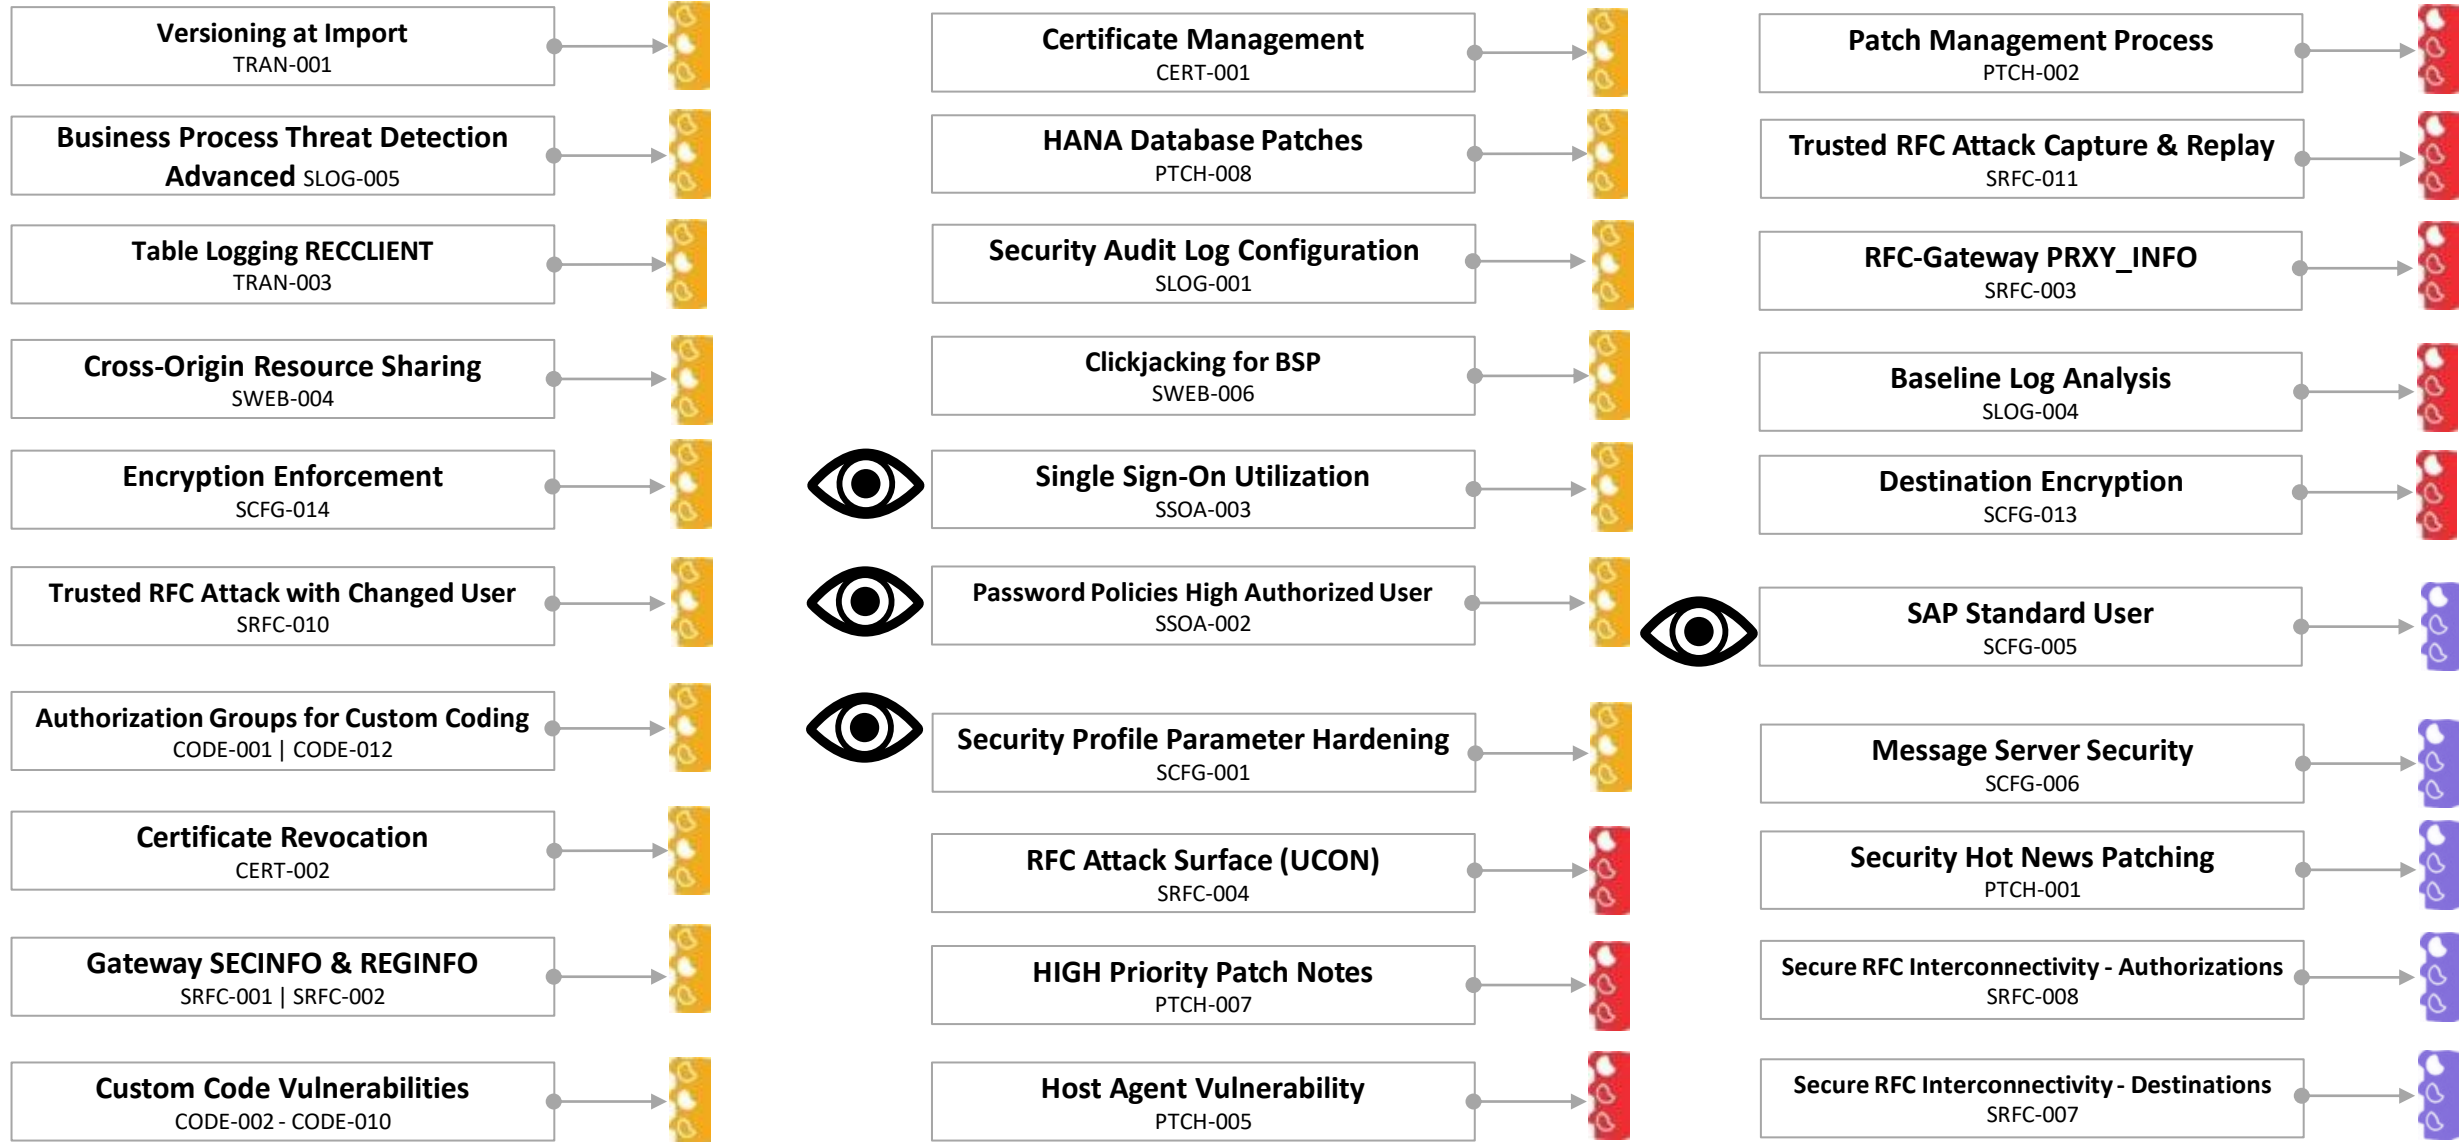 Versioning at Import
TRAN-001
Business Process Threat Detection
Advanced SLOG-005
Table Logging RECCLIENT
TRAN-003
Cross-Origin Resource Sharing
SWEB-004
Encryption Enforcement
SCFG-014
Trusted RFC Attack with Changed User
SRFC-010
Authorization Groups for Custom Coding
CODE-001 | CODE-012
Certificate Revocation
CERT-002
Gateway SECINFO & REGINFO
SRFC-001 | SRFC-002
Custom Code Vulnerabilities
CODE-002 - CODE-010
Certificate Management
CERT-001
HANA Database Patches
PTCH-008
Security Audit Log Configuration
SLOG-001
Clickjacking for BSP
SWEB-006
Single Sign-On Utilization
SSOA-003
Password Policies High Authorized User
SSOA-002
Security Profile Parameter Hardening
SCFG-001
RFC Attack Surface (UCON)
SRFC-004
HIGH Priority Patch Notes
PTCH-007
Host Agent Vulnerability
PTCH-005
Patch Management Process
PTCH-002
Trusted RFC Attack Capture & Replay
SRFC-011
RFC-Gateway PRXY_INFO
SRFC-003
Baseline Log Analysis
SLOG-004
Destination Encryption
SCFG-013
SAP Standard User
SCFG-005
Message Server Security
SCFG-006
Security Hot News Patching
PTCH-001
Secure RFC Interconnectivity - Authorizations
SRFC-008
Secure RFC Interconnectivity - Destinations
SRFC-007